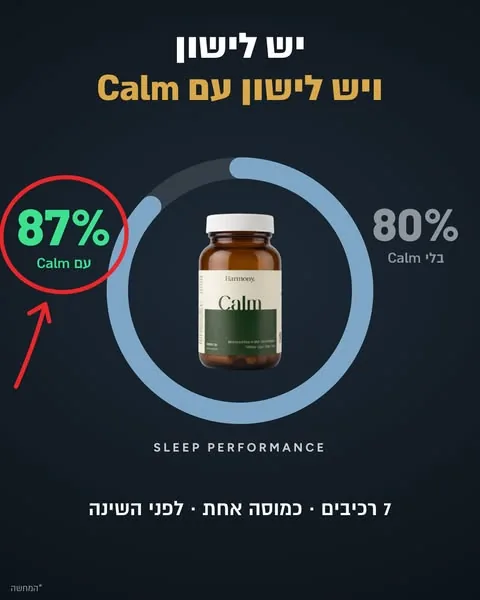 יש לישון
ויש לישון עם Calm
80%
בלי Calm
87%
עם Calm
Harmony.
Calm
SLEEP PERFORMANCE
7 רכיבים · כמוסה אחת · לפני השינה
*המחשה